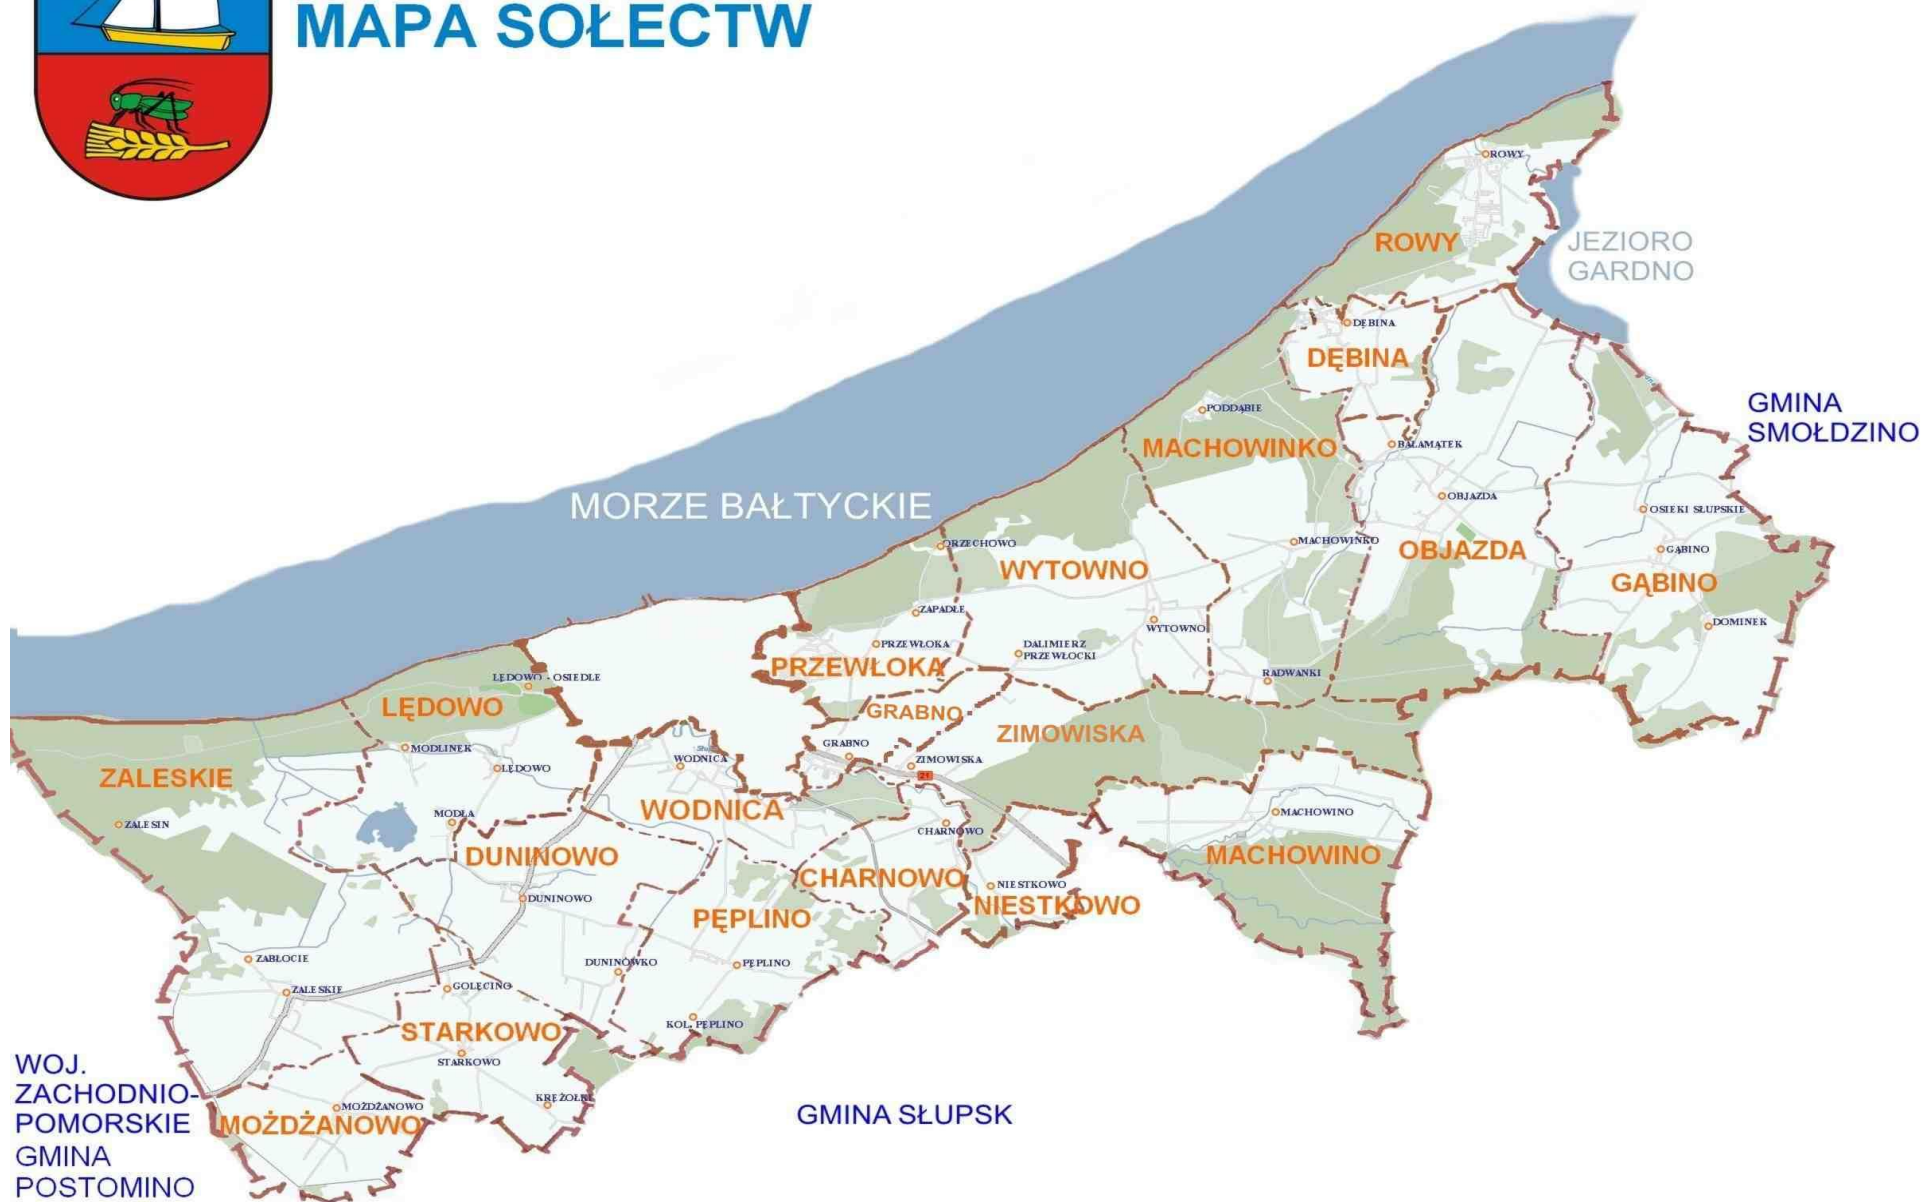 MAPA SOŁECTW
ROWY
ROWY
JEZIORO
GARDNO
DĘBINA
DĘBINA
GMINA
SMOŁDZINO
PODDĄBIE
MACHOWINKO
BAŁAMĄTEK
MORZE BAŁTYCKIE
OBJAZDA
OSIEKI SŁUPSKIE
ORZECHOWO
MACHOWINKO
OBJAZDA
GĄBINO
WYTOWNO
GĄBINO
ZAPADŁE
DOMINEK
WYTOWNO
PRZEWŁOKA
DALIMIERZ
PRZEWŁOCKI
PRZEWŁOKA
LĘDOWO - OSIEDLE
RADWANKI
LĘDOWO
GRABNO
ZIMOWISKA
MODLINEK
GRABNO
WODNICA
ZIMOWISKA
LĘDOWO
ZALESKIE
21
WODNICA
MACHOWINO
MODŁA
ZALESIN
CHARNOWO
DUNINOWO
MACHOWINO
CHARNOWO
NIESTKOWO
DUNINOWO
NIESTKOWO
PĘPLINO
ZABŁOCIE
DUNINÓWKO
PĘPLINO
ZALESKIE
GOLĘCINO
KOL. PĘPLINO
STARKOWO
STARKOWO
WOJ.
ZACHODNIO-
POMORSKIE
GMINA
POSTOMINO
KRĘŻOŁKI
MOŻDŻANOWO
MOŻDŻANOWO
GMINA SŁUPSK